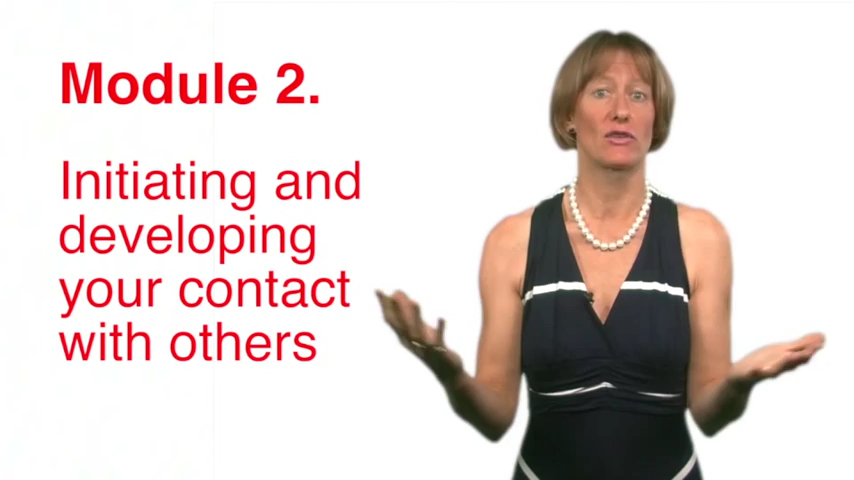 Module 2.
Initiating and
developing
your contact
with others